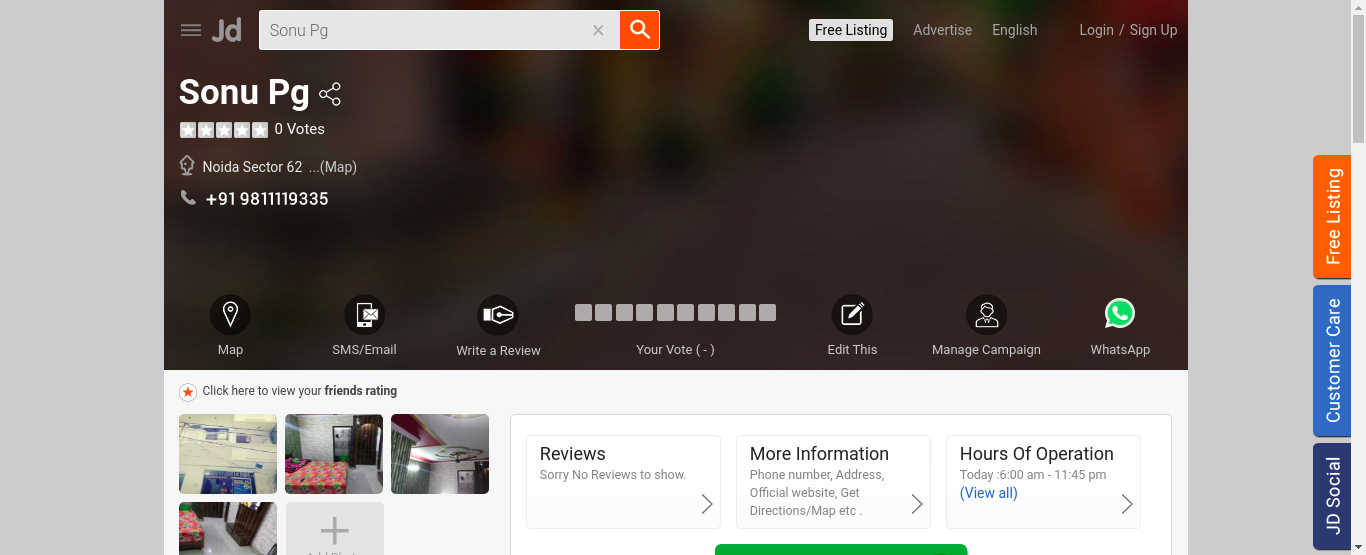 Jd
Sonu Pg
Free Listing
Advertise
English
Login / Sign Up
Sonu Pg
0 Votes
Noida Sector 62 ...(Map)
+91 9811119335
Map
SMS/Email
Write a Review
Your Vote ( - )
Edit This
Manage Campaign
WhatsApp
Click here to view your friends rating
Reviews
Sorry No Reviews to show.
More Information
Phone number, Address,
Official website, Get
Directions/Map etc .
Hours Of Operation
Today :6:00 am - 11:45 pm
(View all)
Free Listing
Customer Care
JD Social